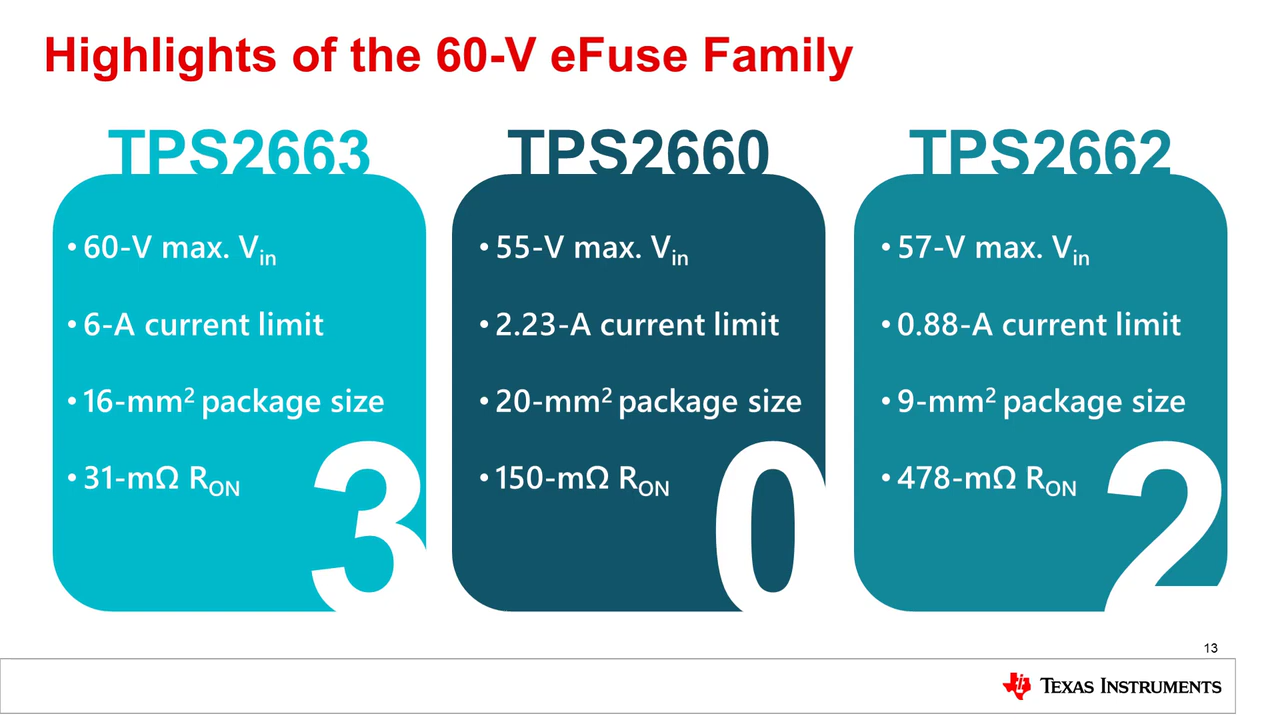 Highlights of the 60-V eFuse Family
TPS2663
• 60-V max. Vin
• 6-A current limit
• 16-mm² package size
• 31-mΩ RON
3
TPS2660
• 55-V max. Vin
• 2.23-A current limit
• 20-mm² package size
• 150-mΩ RON
0
TPS2662
• 57-V max. Vin
• 0.88-A current limit
• 9-mm² package size
• 478-mΩ RON
2
13
TEXAS INSTRUMENTS